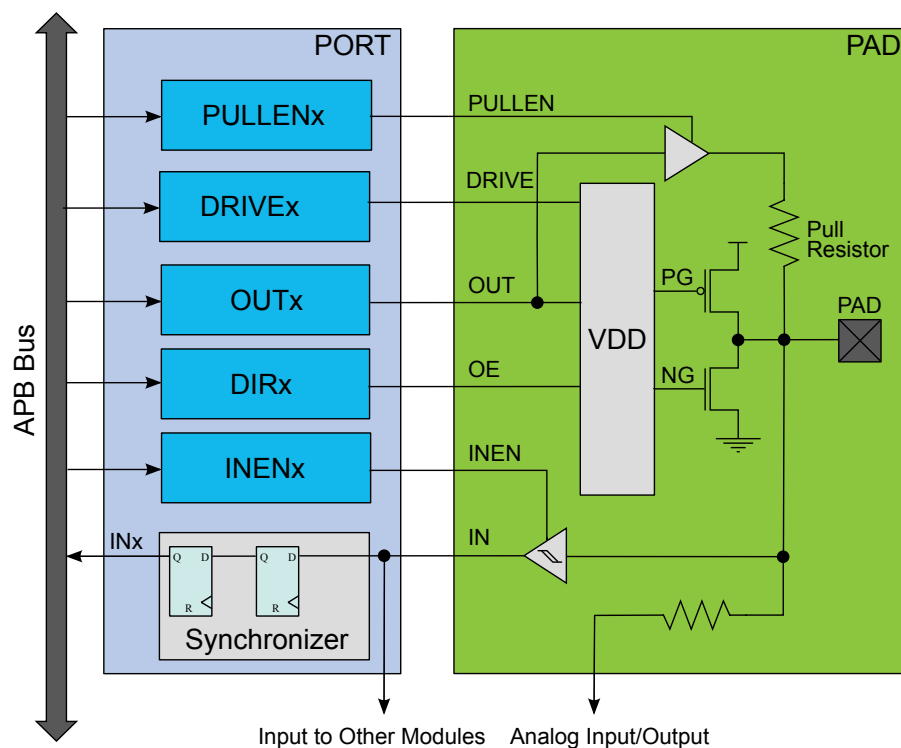 PORT
PAD
APB Bus
PULLENx
PULLEN
DRIVEx
DRIVE
Pull
Resistor
OUTx
OUT
PG
PAD
VDD
DIRx
OE
NG
INENx
INEN
INx
IN
Q D
R
Q D
R
Synchronizer
Input to Other Modules
Analog Input/Output